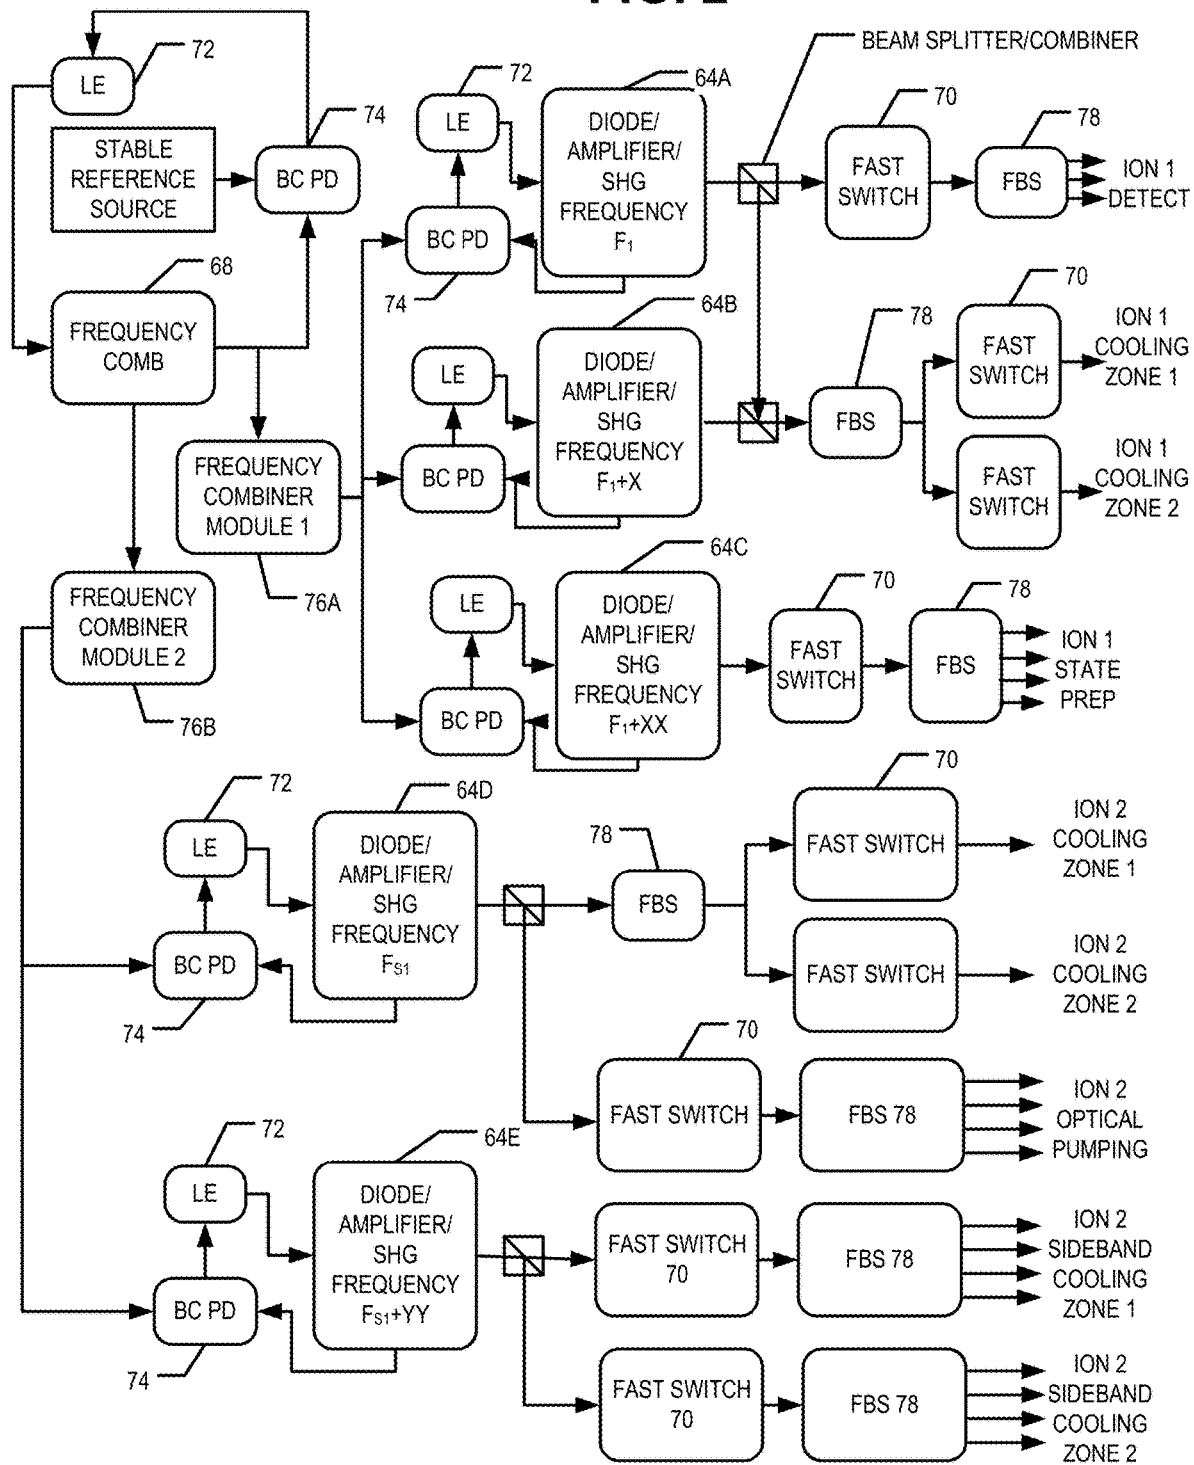 72
LE
STABLE
REFERENCE
SOURCE
74
BC PD
68
FREQUENCY
COMB
FREQUENCY
COMBINER
MODULE 1
76A
FREQUENCY
COMBINER
MODULE 2
76B
72
LE
BC PD
74
64A
DIODE/
AMPLIFIER/
SHG
FREQUENCY
F₁
BEAM SPLITTER/COMBINER
70
FAST
SWITCH
78
FBS
ION 1
DETECT
64B
LE
BC PD
DIODE/
AMPLIFIER/
SHG
FREQUENCY
F₁+X
78
FBS
70
FAST
SWITCH
ION 1
COOLING
ZONE 1
FAST
SWITCH
ION 1
COOLING
ZONE 2
64C
LE
BC PD
DIODE/
AMPLIFIER/
SHG
FREQUENCY
F₁+XX
70
FAST
SWITCH
78
FBS
ION 1
STATE
PREP
72
LE
BC PD
74
64D
DIODE/
AMPLIFIER/
SHG
FREQUENCY
Fₛ₁
78
FBS
70
FAST SWITCH
ION 2
COOLING
ZONE 1
FAST SWITCH
ION 2
COOLING
ZONE 2
70
FAST SWITCH
FBS 78
ION 2
OPTICAL
PUMPING
72
LE
BC PD
74
64E
DIODE/
AMPLIFIER/
SHG
FREQUENCY
Fₛ₁+YY
FAST SWITCH
70
FBS 78
ION 2
SIDEBAND
COOLING
ZONE 1
FAST SWITCH
70
FBS 78
ION 2
SIDEBAND
COOLING
ZONE 2